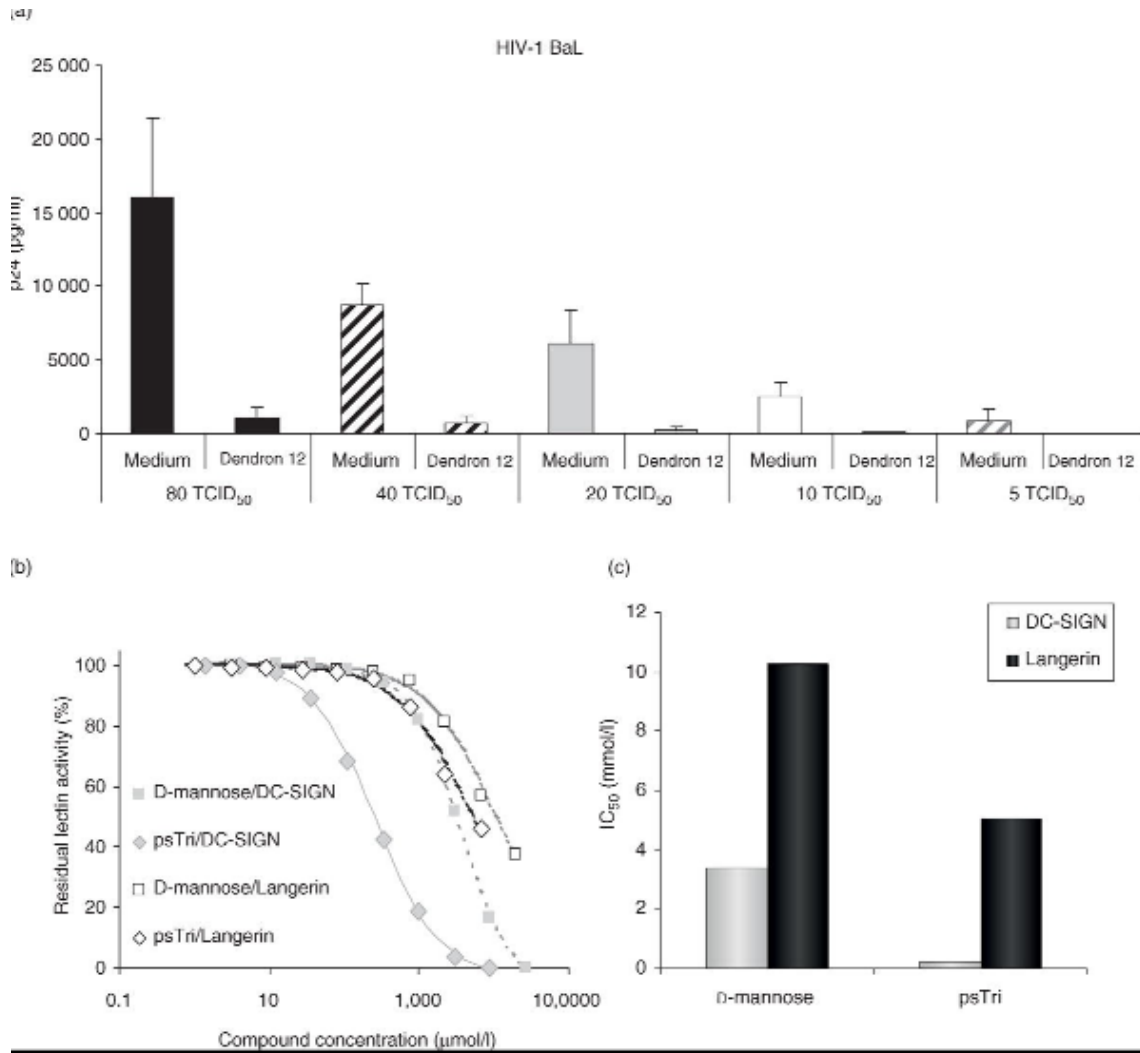 (a)
HIV-1 BaL
p24 (pg/ml)
25 000
20 000
15 000
10 000
5000
0
Medium Dendron 12 Medium Dendron 12 Medium Dendron 12 Medium Dendron 12 Medium Dendron 12
80 TCID50 40 TCID50 20 TCID50 10 TCID50 5 TCID50
(b)
Residual lectin activity (%)
100
80
60
40
20
0
D-mannose/DC-SIGN
psTri/DC-SIGN
D-mannose/Langerin
psTri/Langerin
0.1 10 1,000 10,0000
Compound concentration (μmol/l)
(c)
IC50 (mmol/l)
12
10
8
6
4
2
0
DC-SIGN
Langerin
D-mannose psTri